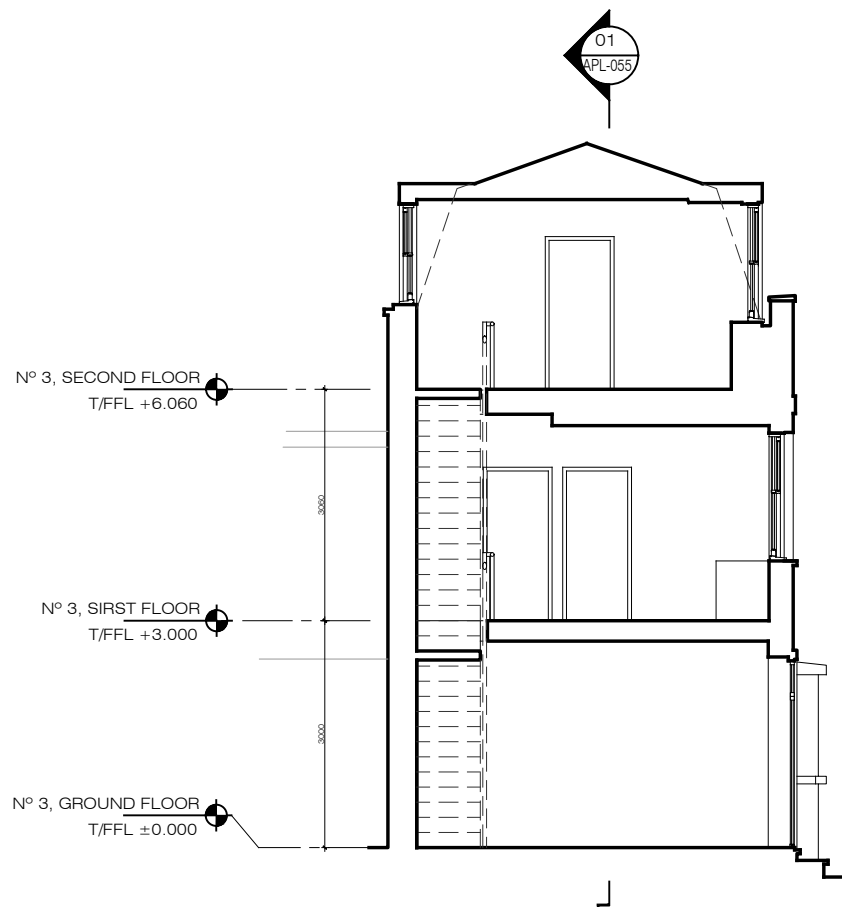 01
APL-055
Nº 3, SECOND FLOOR
T/FFL +6.060
3060
Nº 3, SIRST FLOOR
T/FFL +3.000
3000
Nº 3, GROUND FLOOR
T/FFL ±0.000